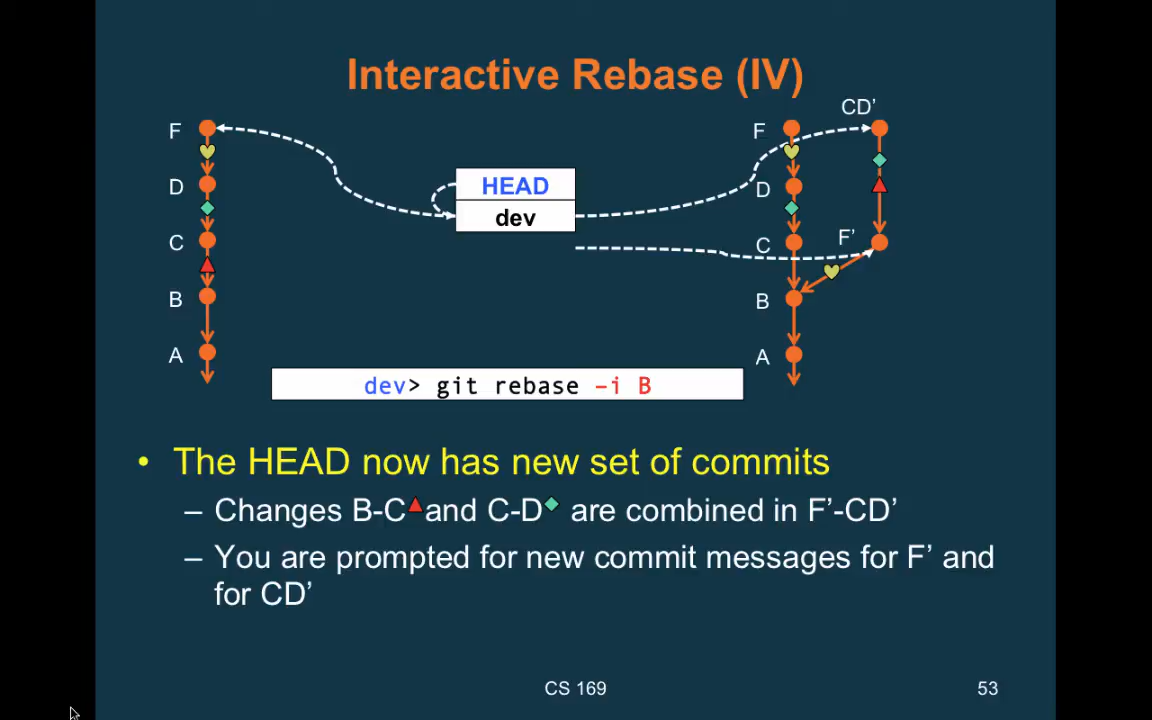 Interactive Rebase (IV)
CD’
F
F
HEAD
D
D
dev
C
C
F’
B
B
A
A
dev> git rebase –i B
• The HEAD now has new set of commits
– Changes B-C and C-D are combined in F’-CD’
– You are prompted for new commit messages for F’ and
for CD’
CS 169
53